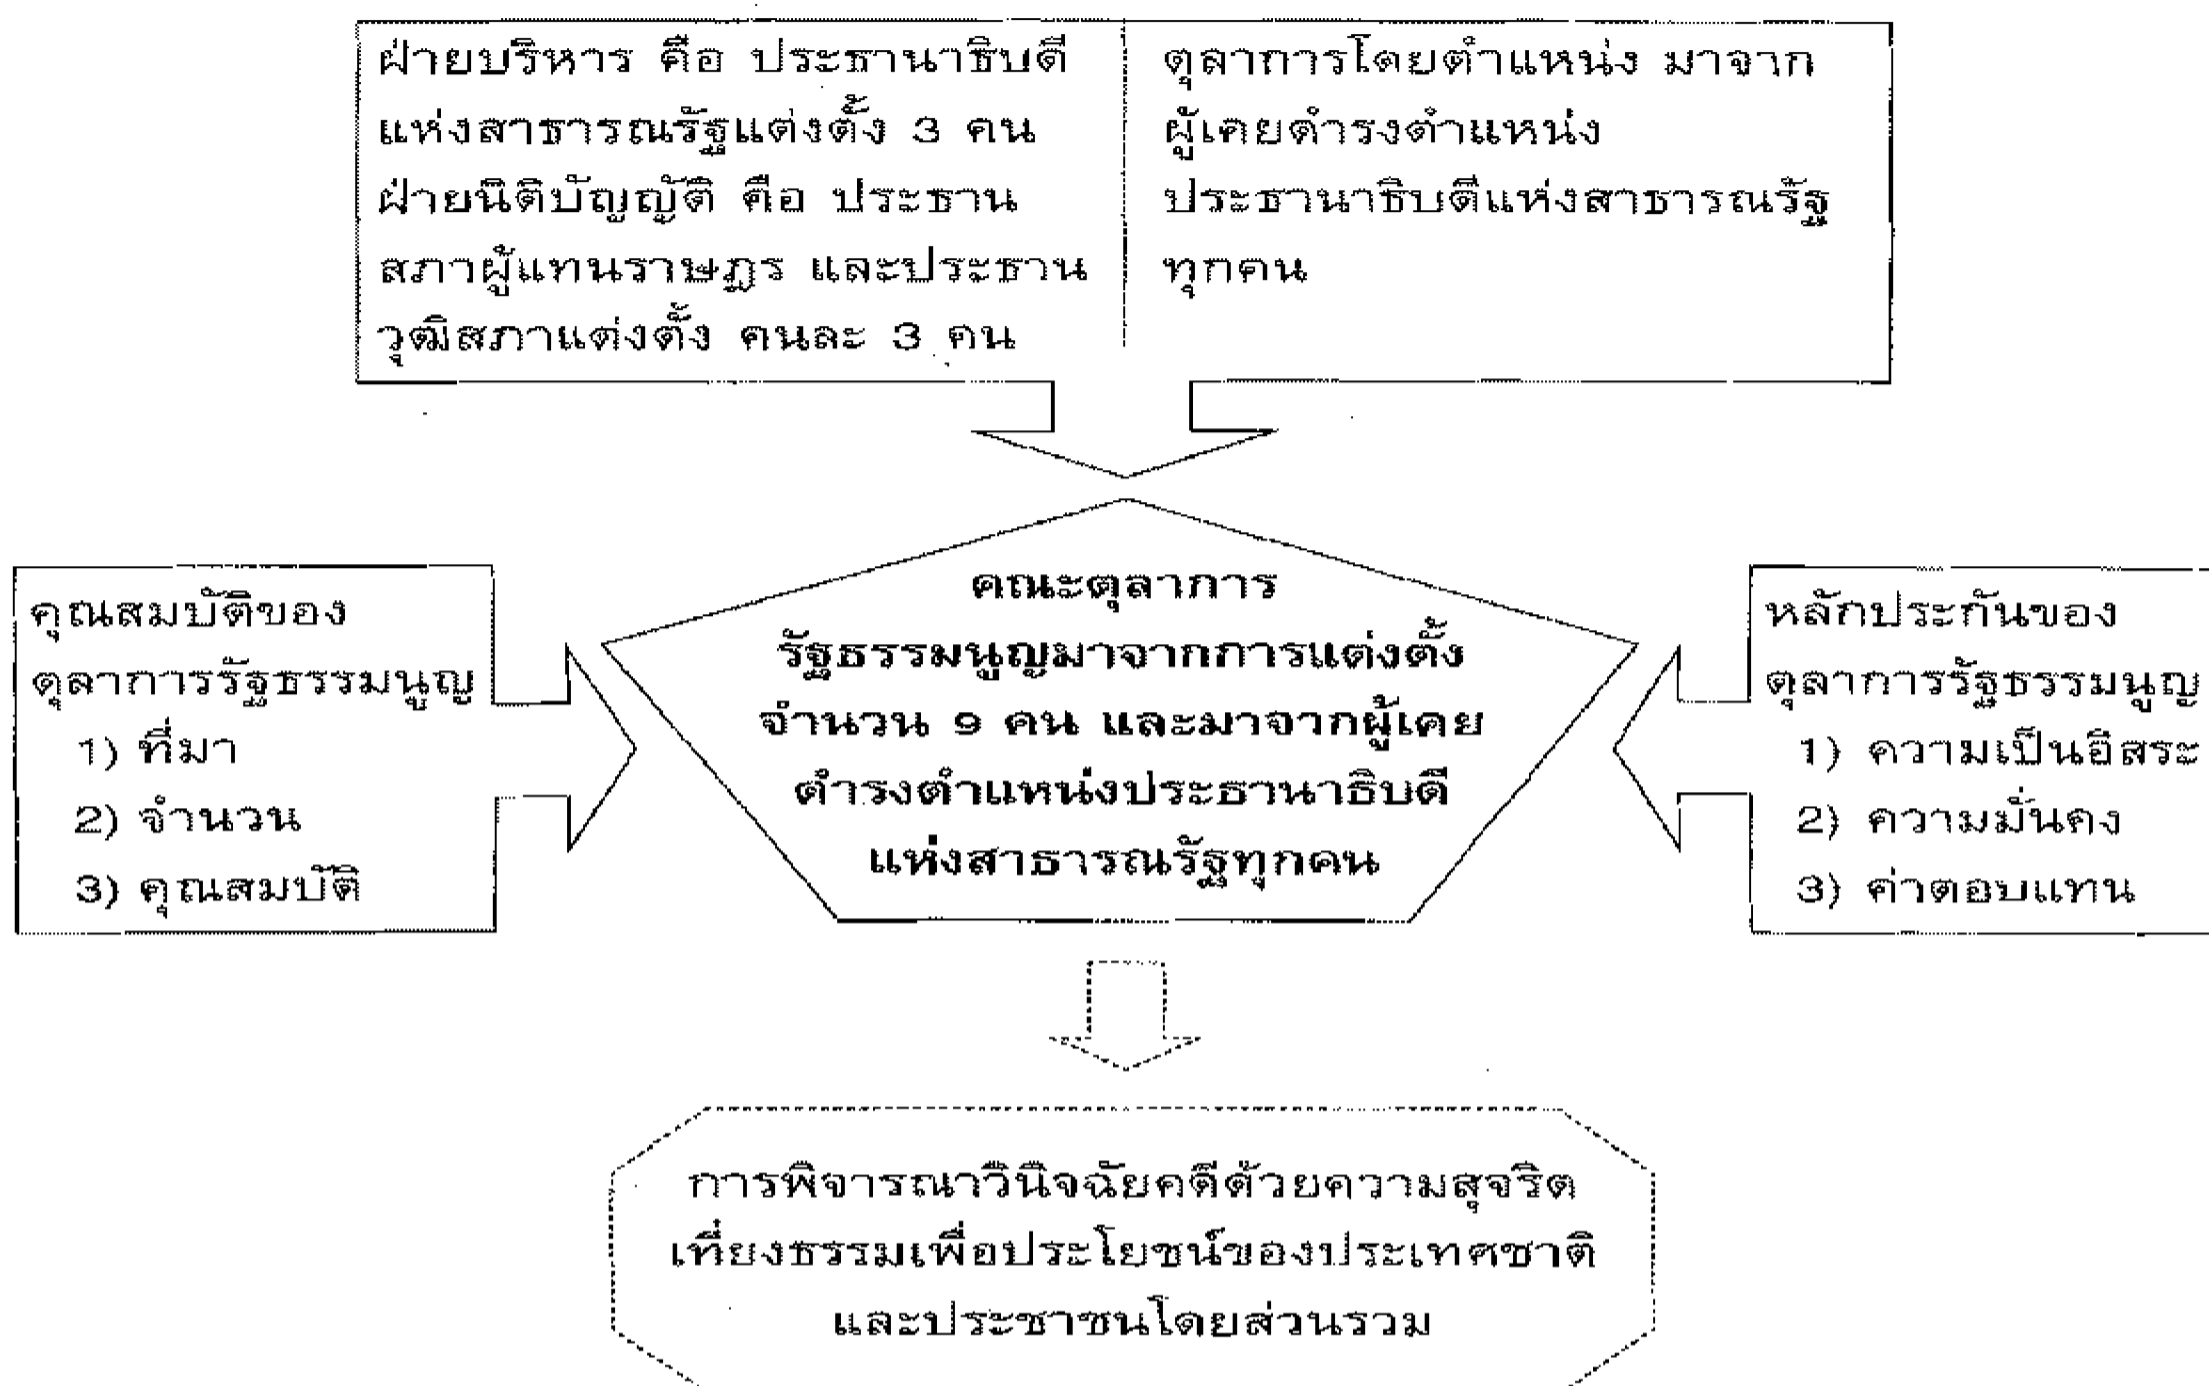 ฝ่ายบริหาร คือ ประธานาธิบดี
แห่งสาธารณรัฐแต่งตั้ง 3 คน
ฝ่ายนิติบัญญัติ คือ ประธาน
สภาผู้แทนราษฎร และประธาน
วุฒิสภาแต่งตั้ง คนละ 3 คน
ตุลาการโดยตำแหน่ง มาจาก
ผู้เคยดำรงตำแหน่ง
ประธานาธิบดีแห่งสาธารณรัฐ
ทุกคน
คุณสมบัติของ
ตุลาการรัฐธรรมนูญ
1) ที่มา
2) จำนวน
3) คุณสมบัติ
คณะตุลาการ
รัฐธรรมนูญมาจากการแต่งตั้ง
จำนวน 9 คน และมาจากผู้เคย
ดำรงตำแหน่งประธานาธิบดี
แห่งสาธารณรัฐทุกคน
หลักประกันของ
ตุลาการรัฐธรรมนูญ
1) ความเป็นอิสระ
2) ความมั่นคง
3) ค่าตอบแทน
การพิจารณาวินิจฉัยคดีด้วยความสุจริต
เที่ยงธรรมเพื่อประโยชน์ของประเทศชาติ
และประชาชนโดยส่วนรวม